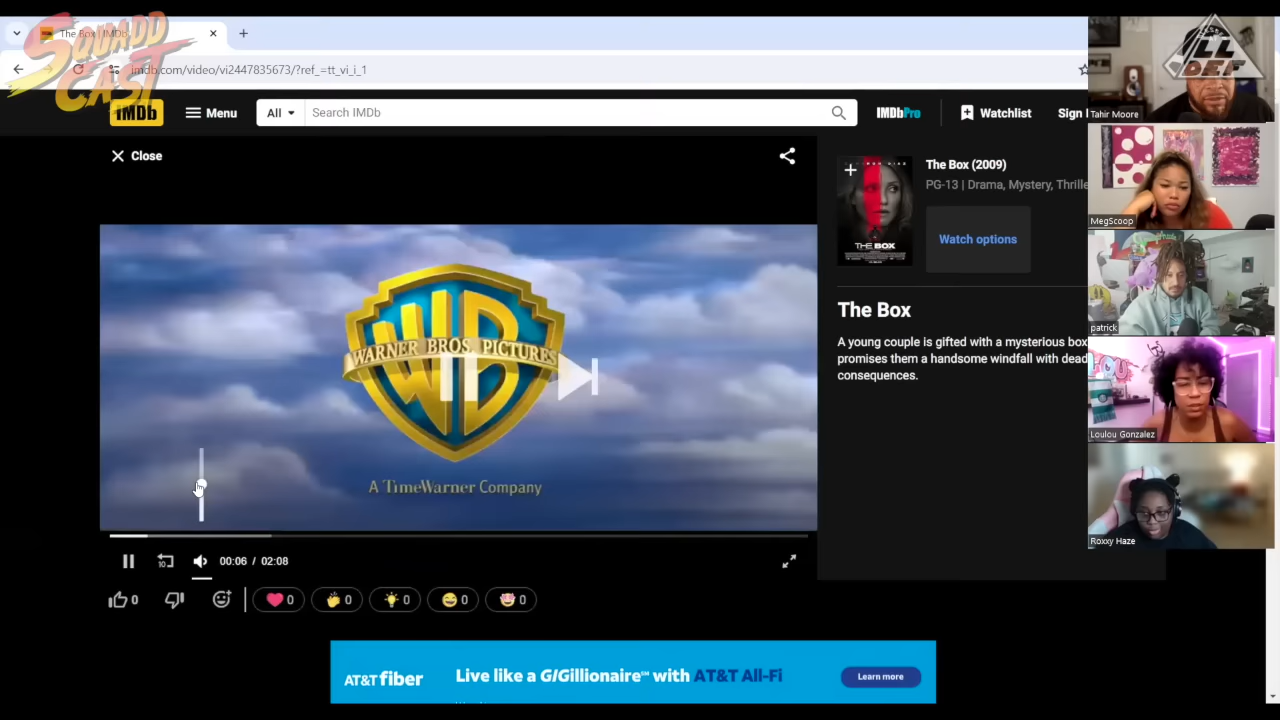 SQUADD
CAST
The Box | IMDb
imdb.com/video/vi2447835673/?ref_=tt_vi_i_1
IMDb
Menu
All
Search IMDb
IMDbPro
Watchlist
Sign I
Close
The Box (2009)
PG-13 | Drama, Mystery, Thrille
Watch options
THE BOX
The Box
A young couple is gifted with a mysterious box
promises them a handsome windfall with dead
consequences.
WB
WARNER BROS. PICTURES
A TimeWarner Company
10
00:06 / 02:08
0
0
0
0
0
0
AT&T fiber
Live like a GIGillionaire℠ with AT&T All-Fi
Learn more
ALL
DEF
Tahir Moore
MegScoop
patrick
Loulou Gonzalez
Roxxy Haze